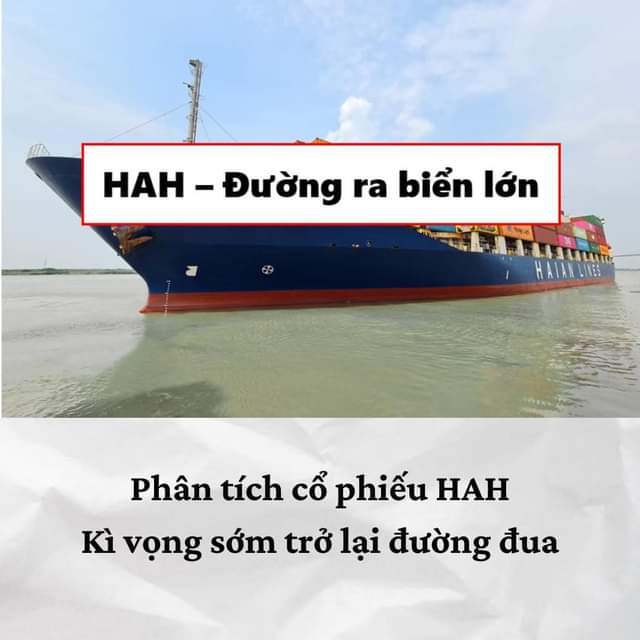 HAH – Đường ra biển lớn
HAIAN LINES
Phân tích cổ phiếu HAH
Kì vọng sớm trở lại đường đua